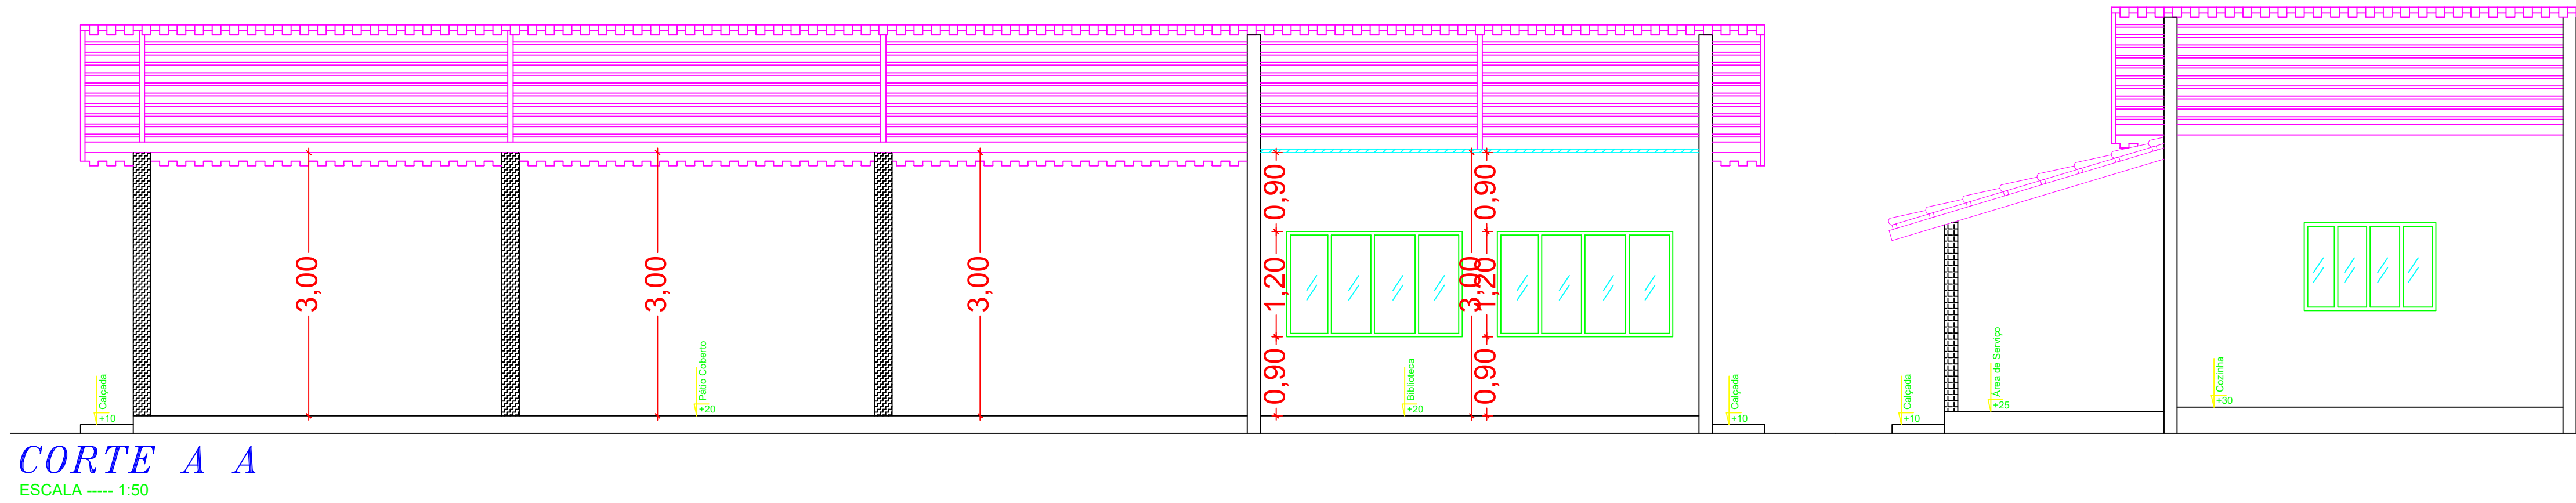 3,00
3,00
3,00
0,90
1,20
0,90
3,00
0,90
1,20
0,90
Calçada
+10
Pátio Cooberto
+20
Biblioteca
+20
Calçada
+10
Calçada
+10
Área de Serviço
+25
Cozinha
+30
CORTE A A
ESCALA ----- 1:50